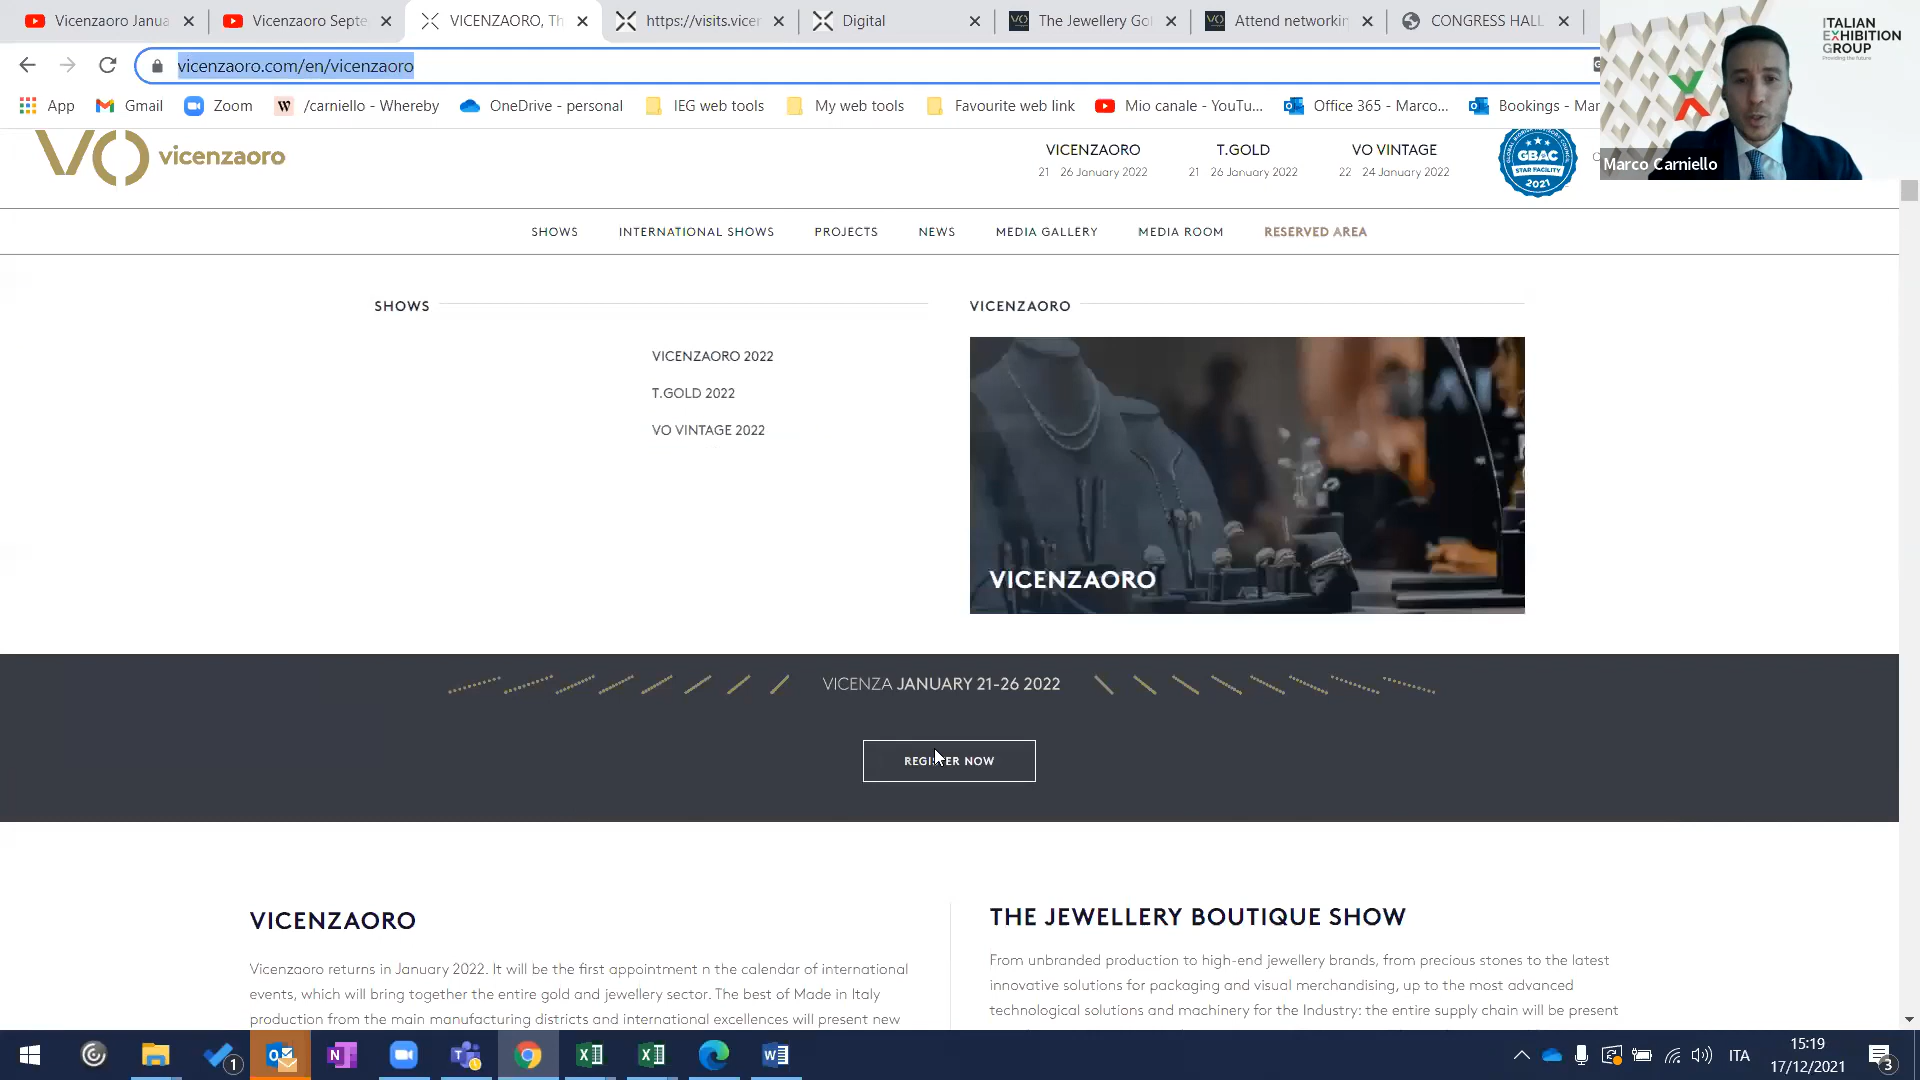 Vicenzaoro Janua
Vicenzaoro Septe
VICENZAORO, Th
https://visits.vicer
Digital
The Jewellery Gol
Attend networkin
CONGRESS HALL
vicenzaoro.com/en/vicenzaoro
App
Gmail
Zoom
/carniello - Whereby
OneDrive - personal
IEG web tools
My web tools
Favourite web link
Mio canale - YouTu...
Office 365 - Marco...
Bookings - Mar
ITALIAN
EXHIBITION
GROUP
Providing the future
Marco Carniello
VO vicenzaoro
VICENZAORO
21 26 January 2022
T.GOLD
21 26 January 2022
VO VINTAGE
22 24 January 2022
GBAC
STAR FACILITY
2021
SHOWS
INTERNATIONAL SHOWS
PROJECTS
NEWS
MEDIA GALLERY
MEDIA ROOM
RESERVED AREA
SHOWS
VICENZAORO 2022
T.GOLD 2022
VO VINTAGE 2022
VICENZAORO
VICENZAORO
VICENZA JANUARY 21-26 2022
REGISTER NOW
VICENZAORO
Vicenzaoro returns in January 2022. It will be the first appointment n the calendar of international
events, which will bring together the entire gold and jewellery sector. The best of Made in Italy
production from the main manufacturing districts and international excellences will present new
THE JEWELLERY BOUTIQUE SHOW
From unbranded production to high-end jewellery brands, from precious stones to the latest
innovative solutions for packaging and visual merchandising, up to the most advanced
technological solutions and machinery for the Industry: the entire supply chain will be present
1
ITA
15:19
17/12/2021
3